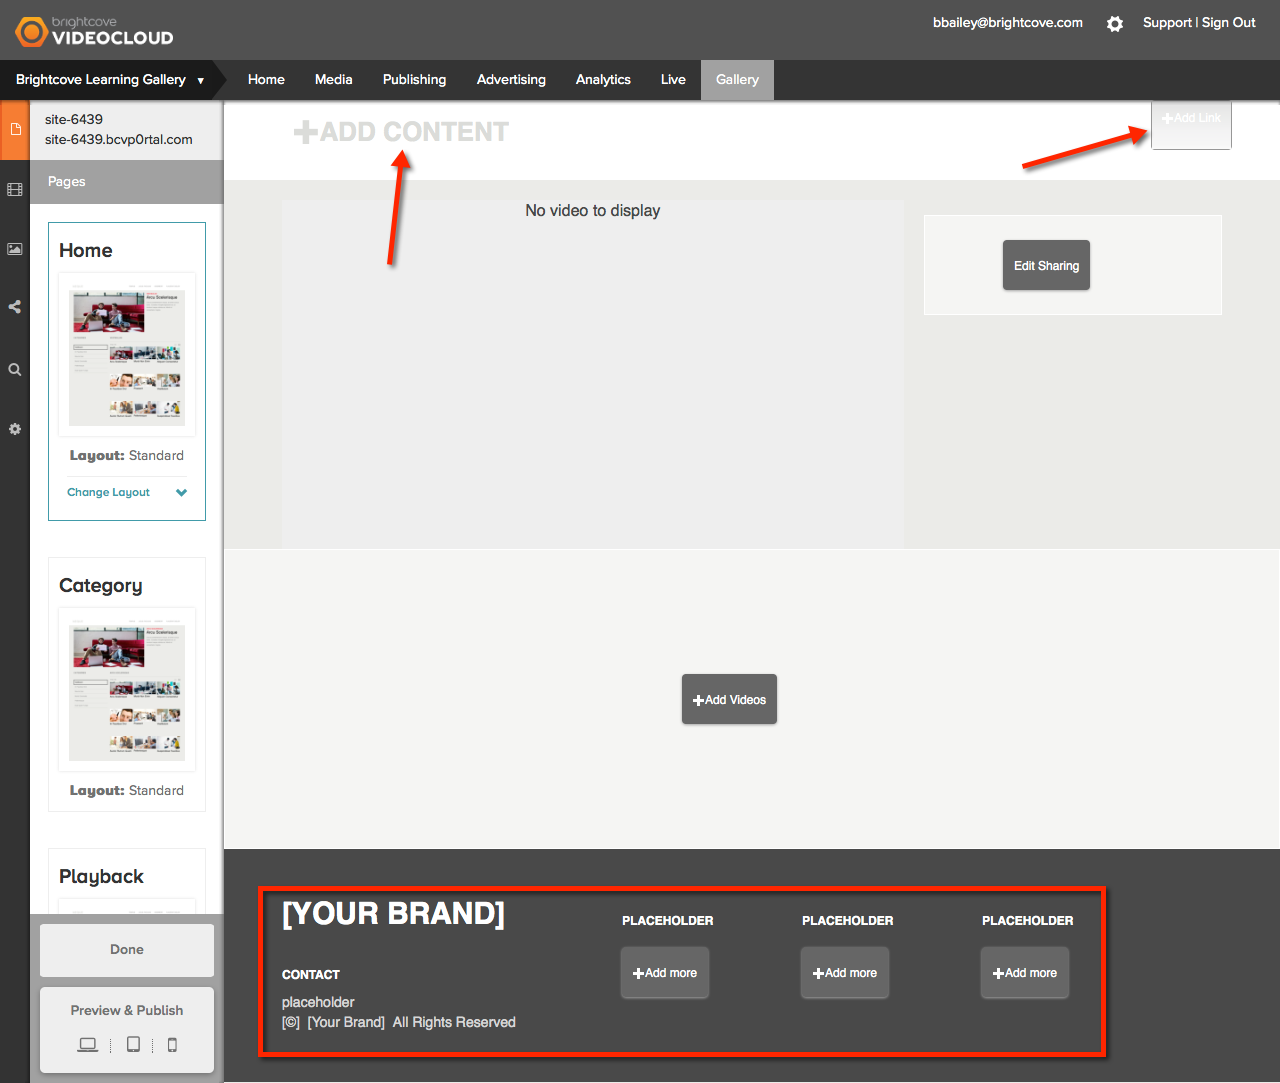 brightcove
VIDEOCLOUD
bbailey@brightcove.com
Support | Sign Out
Brightcove Learning Gallery ▼
Home
Media
Publishing
Advertising
Analytics
Live
Gallery
site-6439
site-6439.bcvp0rtal.com
Pages
Home
Layout: Standard
Change Layout
Category
Layout: Standard
Playback
Done
Preview & Publish
+ADD CONTENT
+Add Link
No video to display
Edit Sharing
+Add Videos
[YOUR BRAND]
CONTACT
placeholder
[©] [Your Brand] All Rights Reserved
PLACEHOLDER
+Add more
PLACEHOLDER
+Add more
PLACEHOLDER
+Add more